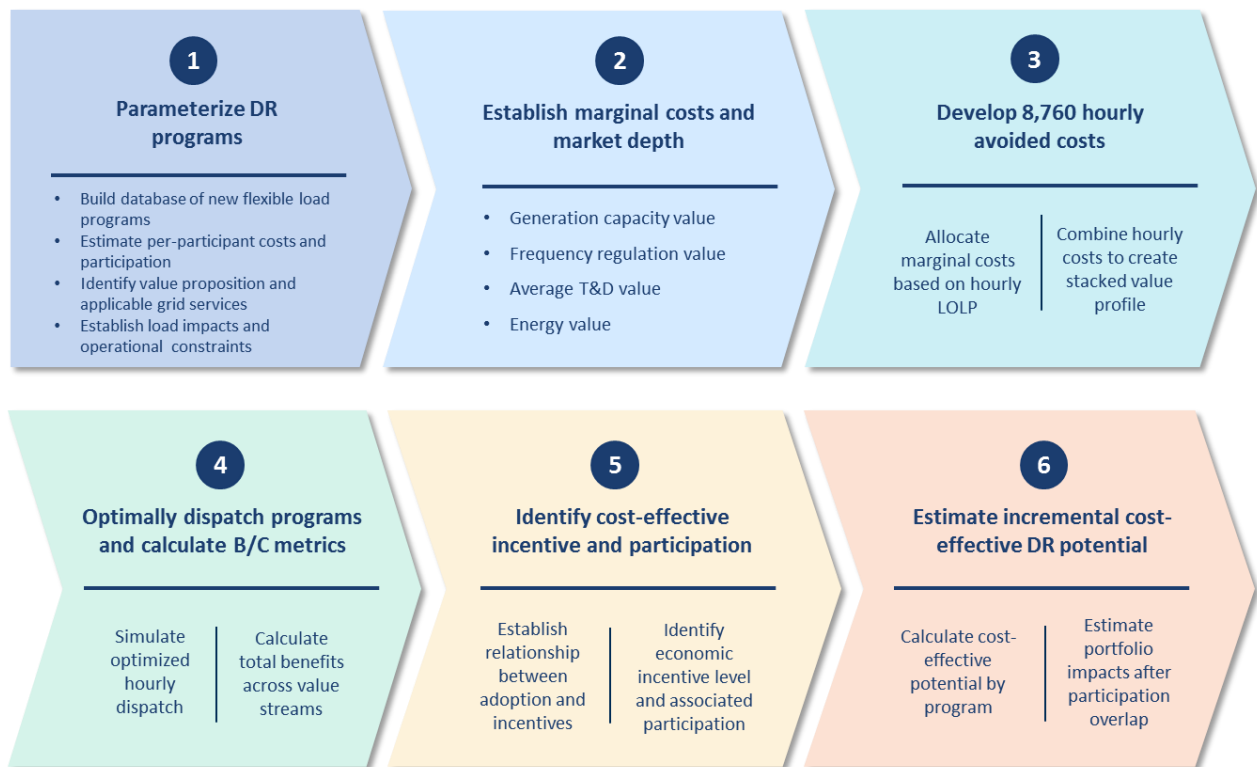 1
Parameterize DR
programs
• Build database of new flexible load
programs
• Estimate per-participant costs and
participation
• Identify value proposition and
applicable grid services
• Establish load impacts and
operational constraints
2
Establish marginal costs and
market depth
• Generation capacity value
• Frequency regulation value
• Average T&D value
• Energy value
3
Develop 8,760 hourly
avoided costs
Allocate
marginal costs
based on hourly
LOLP
Combine hourly
costs to create
stacked value
profile
4
Optimally dispatch programs
and calculate B/C metrics
Simulate
optimized
hourly
dispatch
Calculate
total benefits
across value
streams
5
Identify cost-effective
incentive and participation
Establish
relationship
between
adoption and
incentives
Identify
economic
incentive level
and associated
participation
6
Estimate incremental cost-
effective DR potential
Calculate cost-
effective
potential by
program
Estimate
portfolio
impacts after
participation
overlap